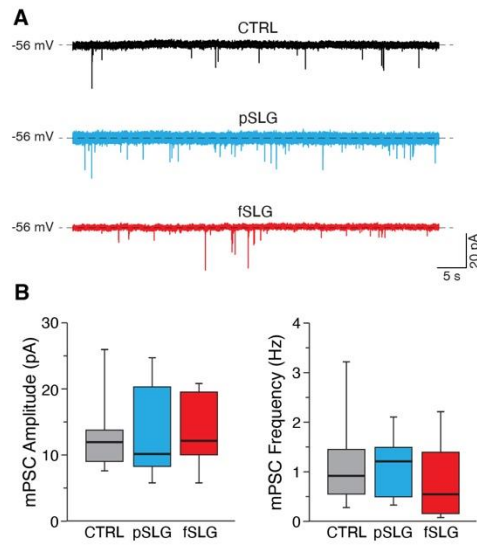 A
CTRL
-56 mV
pSLG
-56 mV
fSLG
-56 mV
20 pA
5 s
B
mPSC Amplitude (pA)
30
20
10
0
CTRL pSLG fSLG
mPSC Frequency (Hz)
4
3
2
1
0
CTRL pSLG fSLG